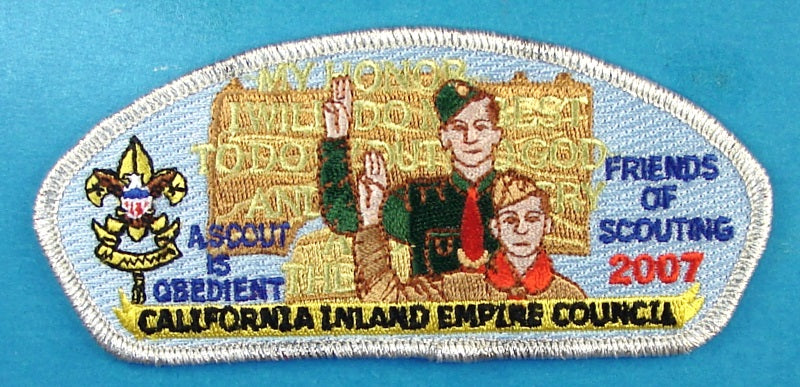 MY HONOR
I WILL DO BEST
TO DO GOD
AND
THE
A SCOUT
IS
OBEDIENT
FRIENDS
OF
SCOUTING
2007
CALIFORNIA INLAND EMPIRE COUNCIL